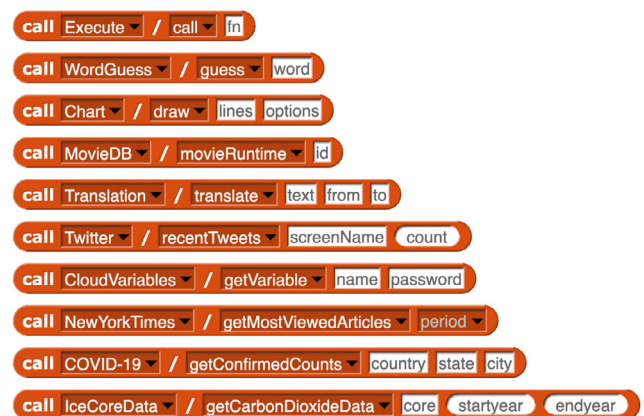 call Execute / call fn
call WordGuess / guess word
call Chart / draw lines options
call MovieDB / movieRuntime id
call Translation / translate text from to
call Twitter / recentTweets screenName count
call CloudVariables / getVariable name password
call NewYorkTimes / getMostViewedArticles period
call COVID-19 / getConfirmedCounts country state city
call IceCoreData / getCarbonDioxideData core startyear endyear